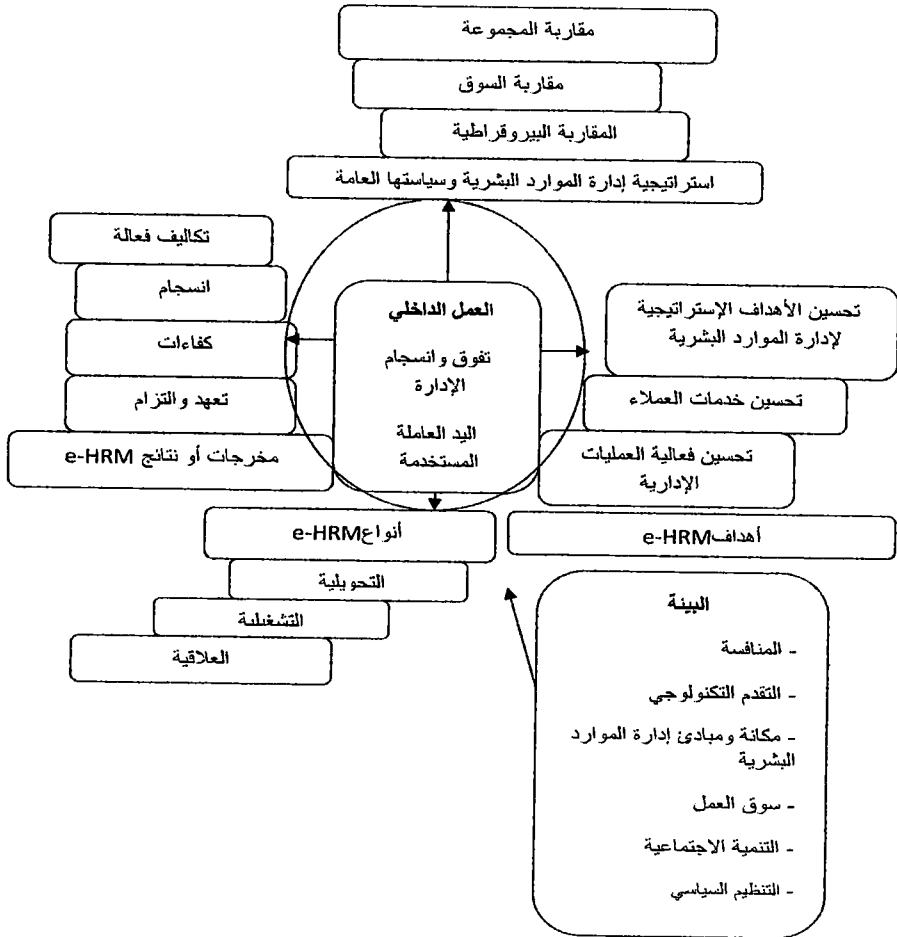 مقاربة المجموعة
مقاربة السوق
المقاربة البيروقراطية
استراتيجية إدارة الموارد البشرية وسياستها العامة
تكاليف فعالة
انسجام
كفاءات
تعهد والتزام
مخرجات أو نتائج e-HRM
العمل الداخلي
تفوق وانسجام
الإدارة
اليد العاملة
المستخدمة
تحسين الأهداف الإستراتيجية
لإدارة الموارد البشرية
تحسين خدمات العملاء
تحسين فعالية العمليات
الإدارية
أهداف e-HRM
أنواع e-HRM
التحويلية
التشغيلية
العلاقية
البيئة
- المنافسة
- التقدم التكنولوجي
- مكانة ومبادئ إدارة الموارد
البشرية
- سوق العمل
- التنمية الاجتماعية
- التنظيم السياسي